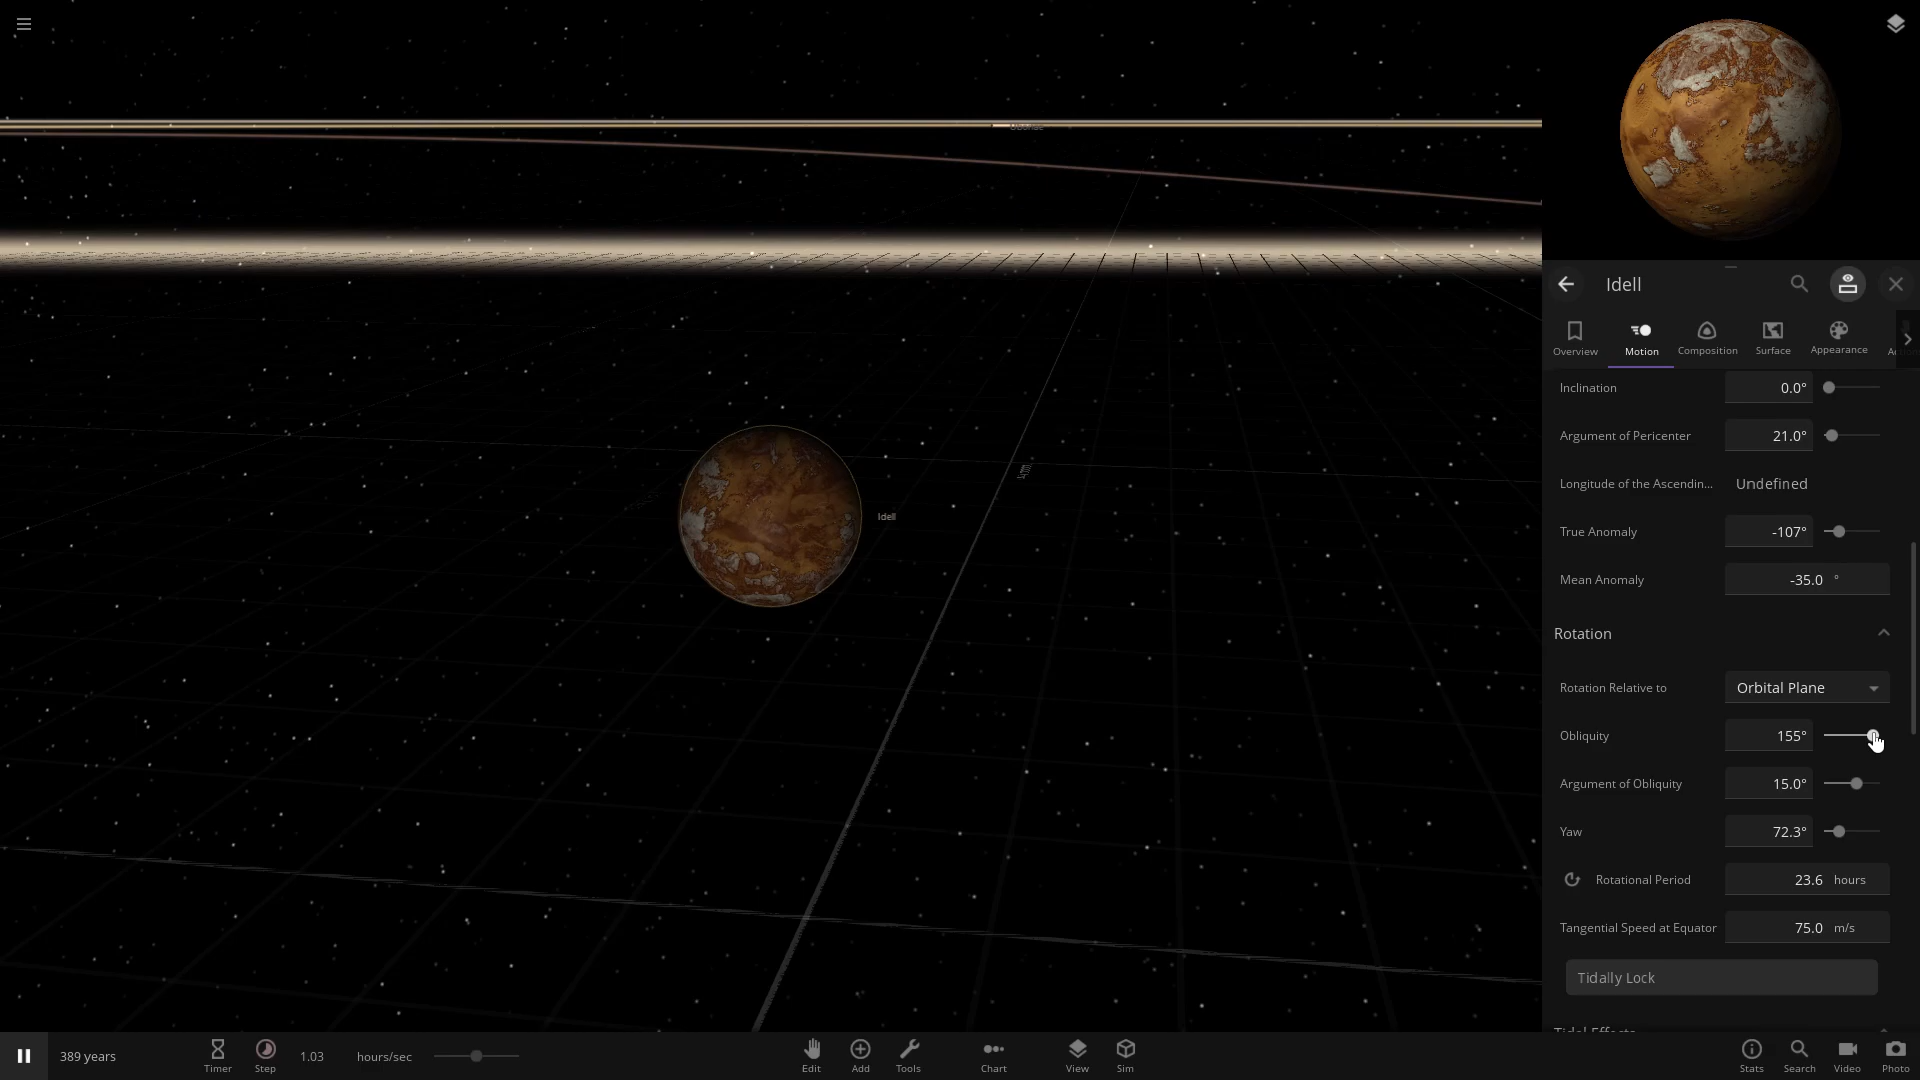 Idell
Idell
Overview
Motion
Composition
Surface
Appearance
Inclination 0.0°
Argument of Pericenter 21.0°
Longitude of the Ascendin... Undefined
True Anomaly -107°
Mean Anomaly -35.0 °
Rotation
Rotation Relative to Orbital Plane
Obliquity 155°
Argument of Obliquity 15.0°
Yaw 72.3°
Rotational Period 23.6 hours
Tangential Speed at Equator 75.0 m/s
Tidally Lock
Tidal Effects
389 years
Timer
Step
1.03 hours/sec
Edit
Add
Tools
Chart
View
Sim
Stats
Search
Video
Photo